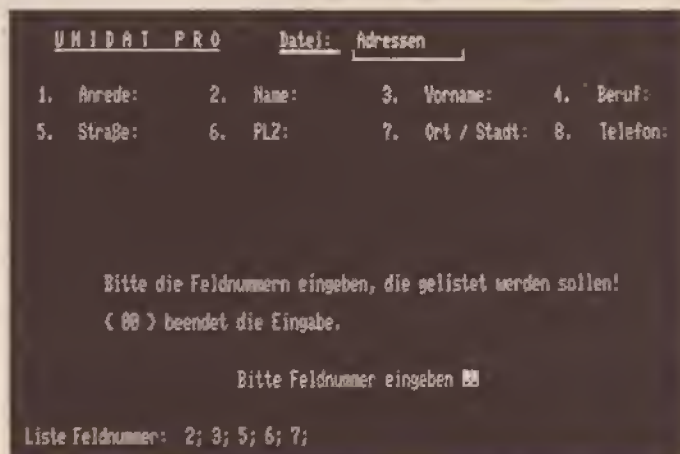 UNIDAT PRO Datei: Adressen
1. Anrede: 2. Name: 3. Vorname: 4. Beruf:
5. Straße: 6. PLZ: 7. Ort / Stadt: 8. Telefon:
Bitte die Feldnummern eingeben, die gelistet werden sollen!
< 00 > beendet die Eingabe.
Bitte Feldnummer eingeben
Liste Feldnummer: 2; 3; 5; 6; 7;